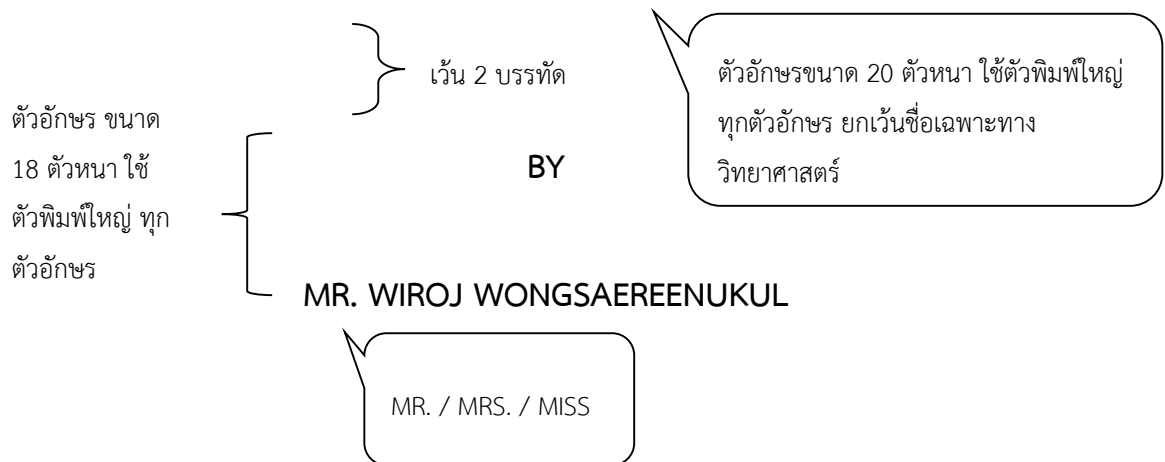 เว้น 2 บรรทัด
ตัวอักษรขนาด 20 ตัวหนา ใช้ตัวพิมพ์ใหญ่
ทุกตัวอักษร ยกเว้นชื่อเฉพาะทาง
วิทยาศาสตร์
ตัวอักษร ขนาด
18 ตัวหนา ใช้
ตัวพิมพ์ใหญ่ ทุก
ตัวอักษร
BY
MR. WIROJ WONGSAEREENUKUL
MR. / MRS. / MISS